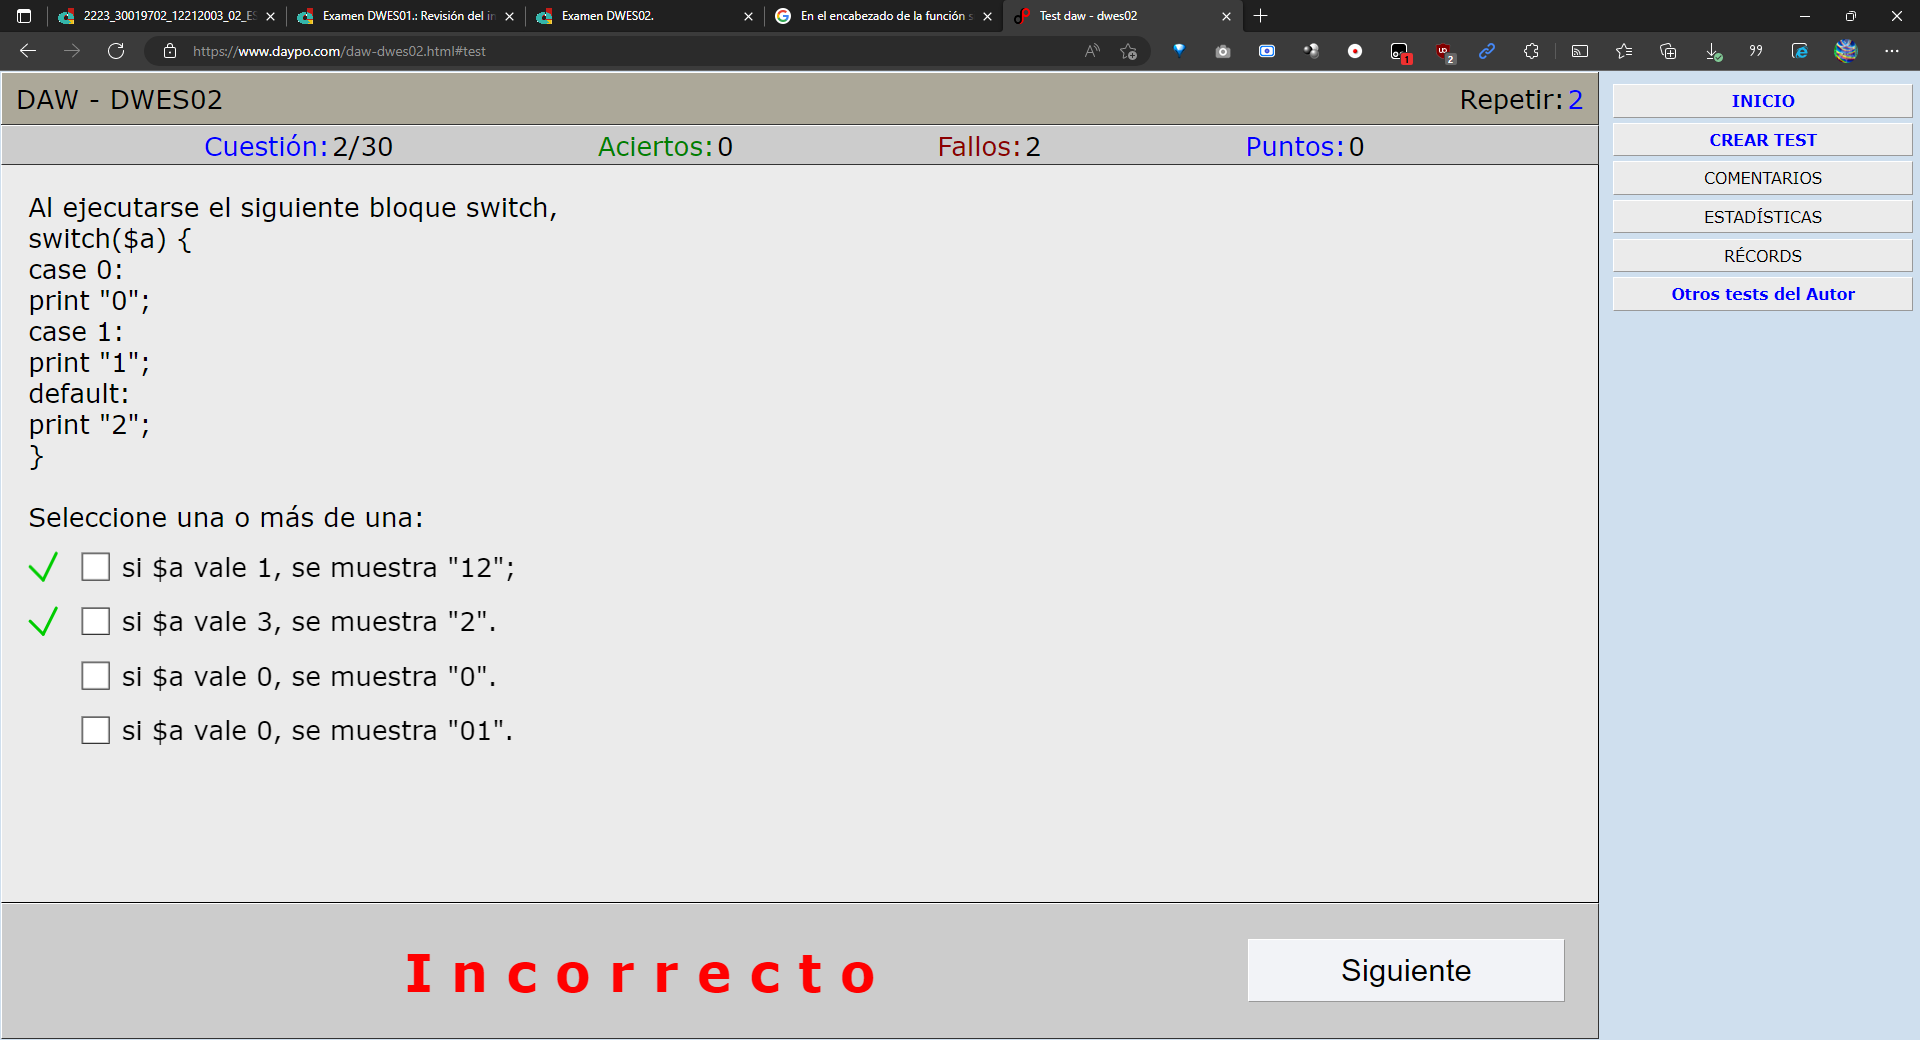 2223_30019702_12212003_02_ES
Examen DWES01.: Revisión del in
Examen DWES02.
En el encabezado de la función s
Test daw - dwes02
https://www.daypo.com/daw-dwes02.html#test
DAW - DWES02
Repetir: 2
Cuestión: 2/30
Aciertos: 0
Fallos: 2
Puntos: 0
Al ejecutarse el siguiente bloque switch,
switch($a) {
case 0:
print "0";
case 1:
print "1";
default:
print "2";
}
Seleccione una o más de una:
si $a vale 1, se muestra "12";
si $a vale 3, se muestra "2".
si $a vale 0, se muestra "0".
si $a vale 0, se muestra "01".
Incorrecto
Siguiente
INICIO
CREAR TEST
COMENTARIOS
ESTADÍSTICAS
RÉCORDS
Otros tests del Autor